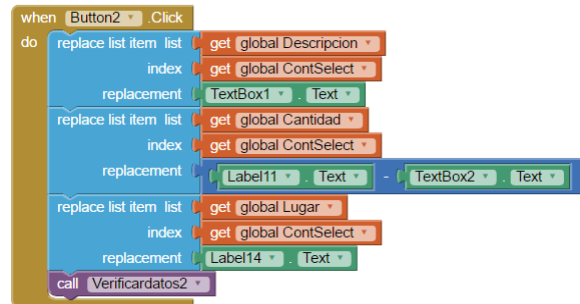 when Button2 .Click
do replace list item list get global Descripcion
index get global ContSelect
replacement TextBox1 . Text
replace list item list get global Cantidad
index get global ContSelect
replacement Label11 . Text - TextBox2 . Text
replace list item list get global Lugar
index get global ContSelect
replacement Label14 . Text
call Verificardatos2